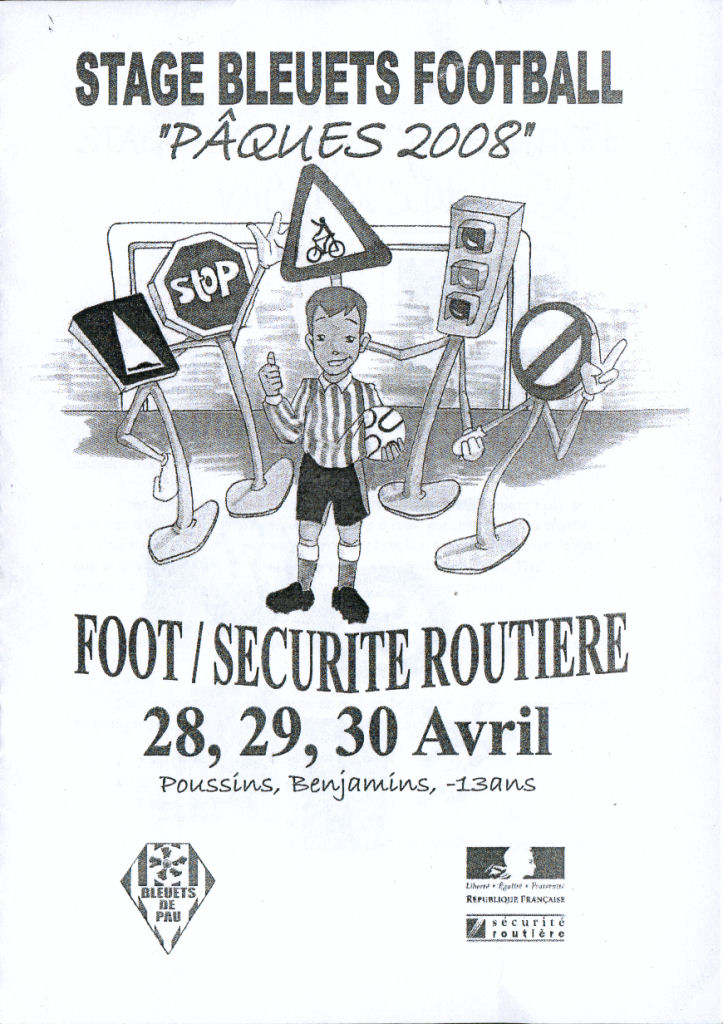 STAGE BLEUETS FOOTBALL
"PÂQUES 2008"
STOP
FOOT / SECURITE ROUTIERE
28, 29, 30 Avril
Poussins, Benjamins, -13ans
BLEUETS
DE
PAU
Liberté • Égalité • Fraternité
RÉPUBLIQUE FRANÇAISE
sécurité
routière